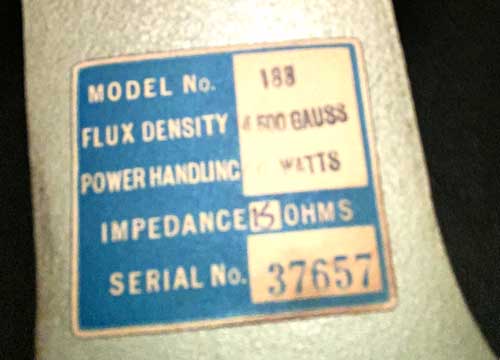 MODEL No. 188
FLUX DENSITY 4,500 GAUSS
POWER HANDLING WATTS
IMPEDANCE 15 OHMS
SERIAL No. 37657